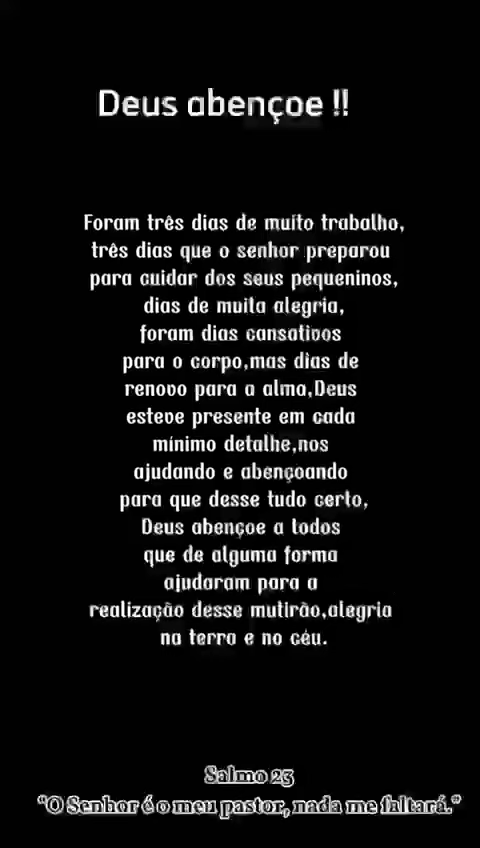 Deus abençoe !!
Foram três dias de muito trabalho,
três dias que o senhor preparou
para cuidar dos seus pequeninos,
dias de muita alegria,
foram dias cansativos
para o corpo,mas dias de
renovo para a alma,Deus
esteve presente em cada
mínimo detalhe,nos
ajudando e abençoando
para que desse tudo certo,
Deus abençoe a todos
que de alguma forma
ajudaram para a
realização desse mutirão,alegria
na terra e no céu.
Salmo 23
"O Senhor é o meu pastor, nada me faltará."